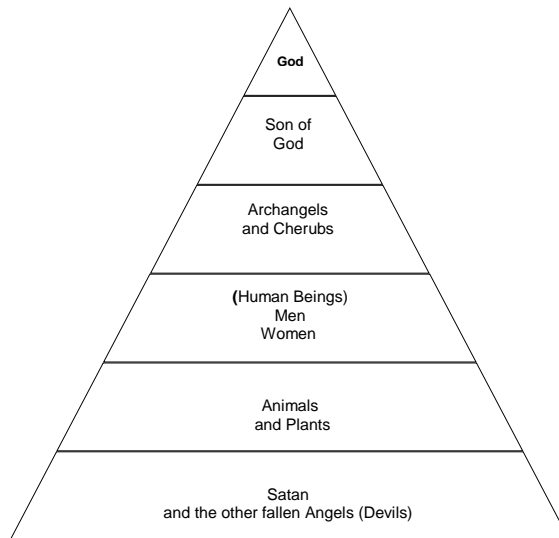 God
Son of
God
Archangels
and Cherubs
(Human Beings)
Men
Women
Animals
and Plants
Satan
and the other fallen Angels (Devils)